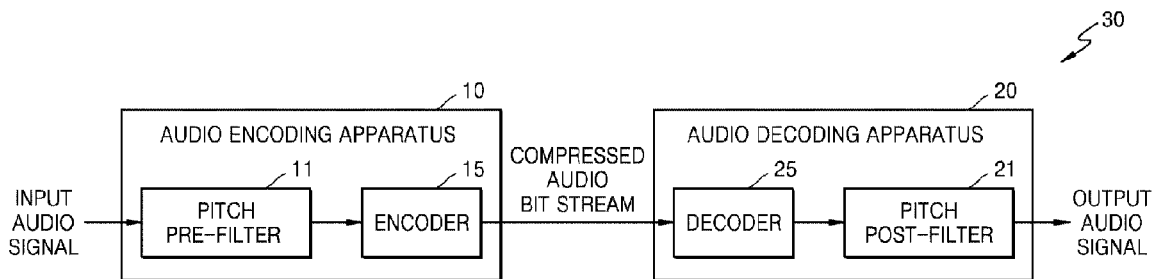 30
10
AUDIO ENCODING APPARATUS
11
PITCH
PRE-FILTER
15
ENCODER
INPUT
AUDIO
SIGNAL
COMPRESSED
AUDIO
BIT STREAM
20
AUDIO DECODING APPARATUS
25
DECODER
21
PITCH
POST-FILTER
OUTPUT
AUDIO
SIGNAL